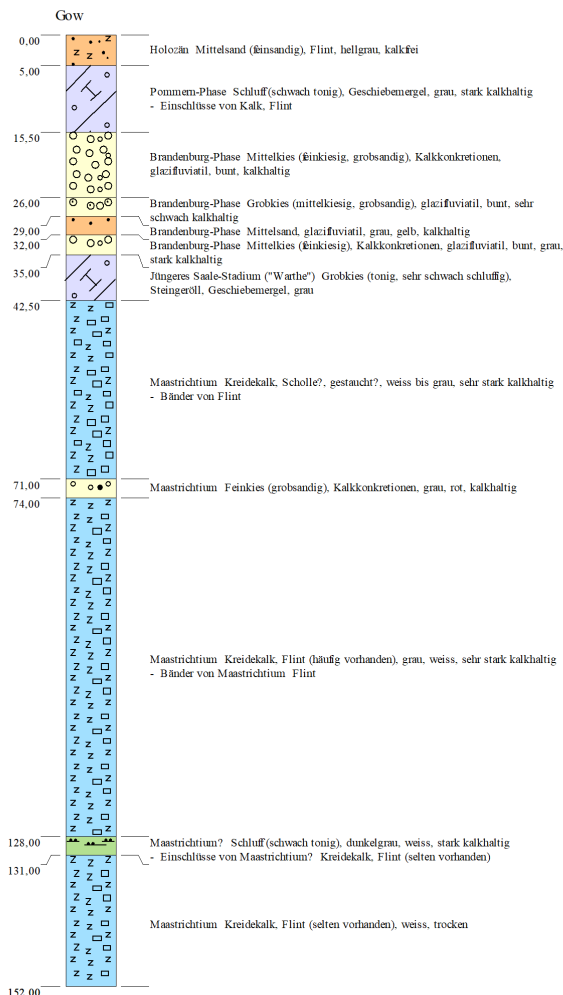 Gow
0,00
Holozän Mittelsand (feinsandig), Flint, hellgrau, kalkfrei
5,00
Pommern-Phase Schluff(schwach tonig), Geschiebemergel, grau, stark kalkhaltig
- Einschlüsse von Kalk, Flint
15,50
Brandenburg-Phase Mittelkies (feinkiesig, grobsandig), Kalkkonkretionen,
glazifluviatil, bunt, kalkhaltig
26,00
Brandenburg-Phase Grobkies (mittelkiesig, grobsandig), glazifluviatil, bunt, sehr
schwach kalkhaltig
29,00
Brandenburg-Phase Mittelsand, glazifluviatil, grau, gelb, kalkhaltig
32,00
Brandenburg-Phase Mittelkies (feinkiesig), Kalkkonkretionen, glazifluviatil, bunt, grau,
stark kalkhaltig
35,00
Jüngeres Saale-Stadium ("Warthe") Grobkies (tonig, sehr schwach schluffig),
Steingeröll, Geschiebemergel, grau
42,50
Maastrichtium Kreidekalk, Scholle?, gestaucht?, weiss bis grau, sehr stark kalkhaltig
- Bänder von Flint
71,00
Maastrichtium Feinkies (grobsandig), Kalkkonkretionen, grau, rot, kalkhaltig
74,00
Maastrichtium Kreidekalk, Flint (häufig vorhanden), grau, weiss, sehr stark kalkhaltig
- Bänder von Maastrichtium Flint
128,00
Maastrichtium? Schluff(schwach tonig), dunkelgrau, weiss, stark kalkhaltig
- Einschlüsse von Maastrichtium? Kreidekalk, Flint (selten vorhanden)
131,00
Maastrichtium Kreidekalk, Flint (selten vorhanden), weiss, trocken
152,00